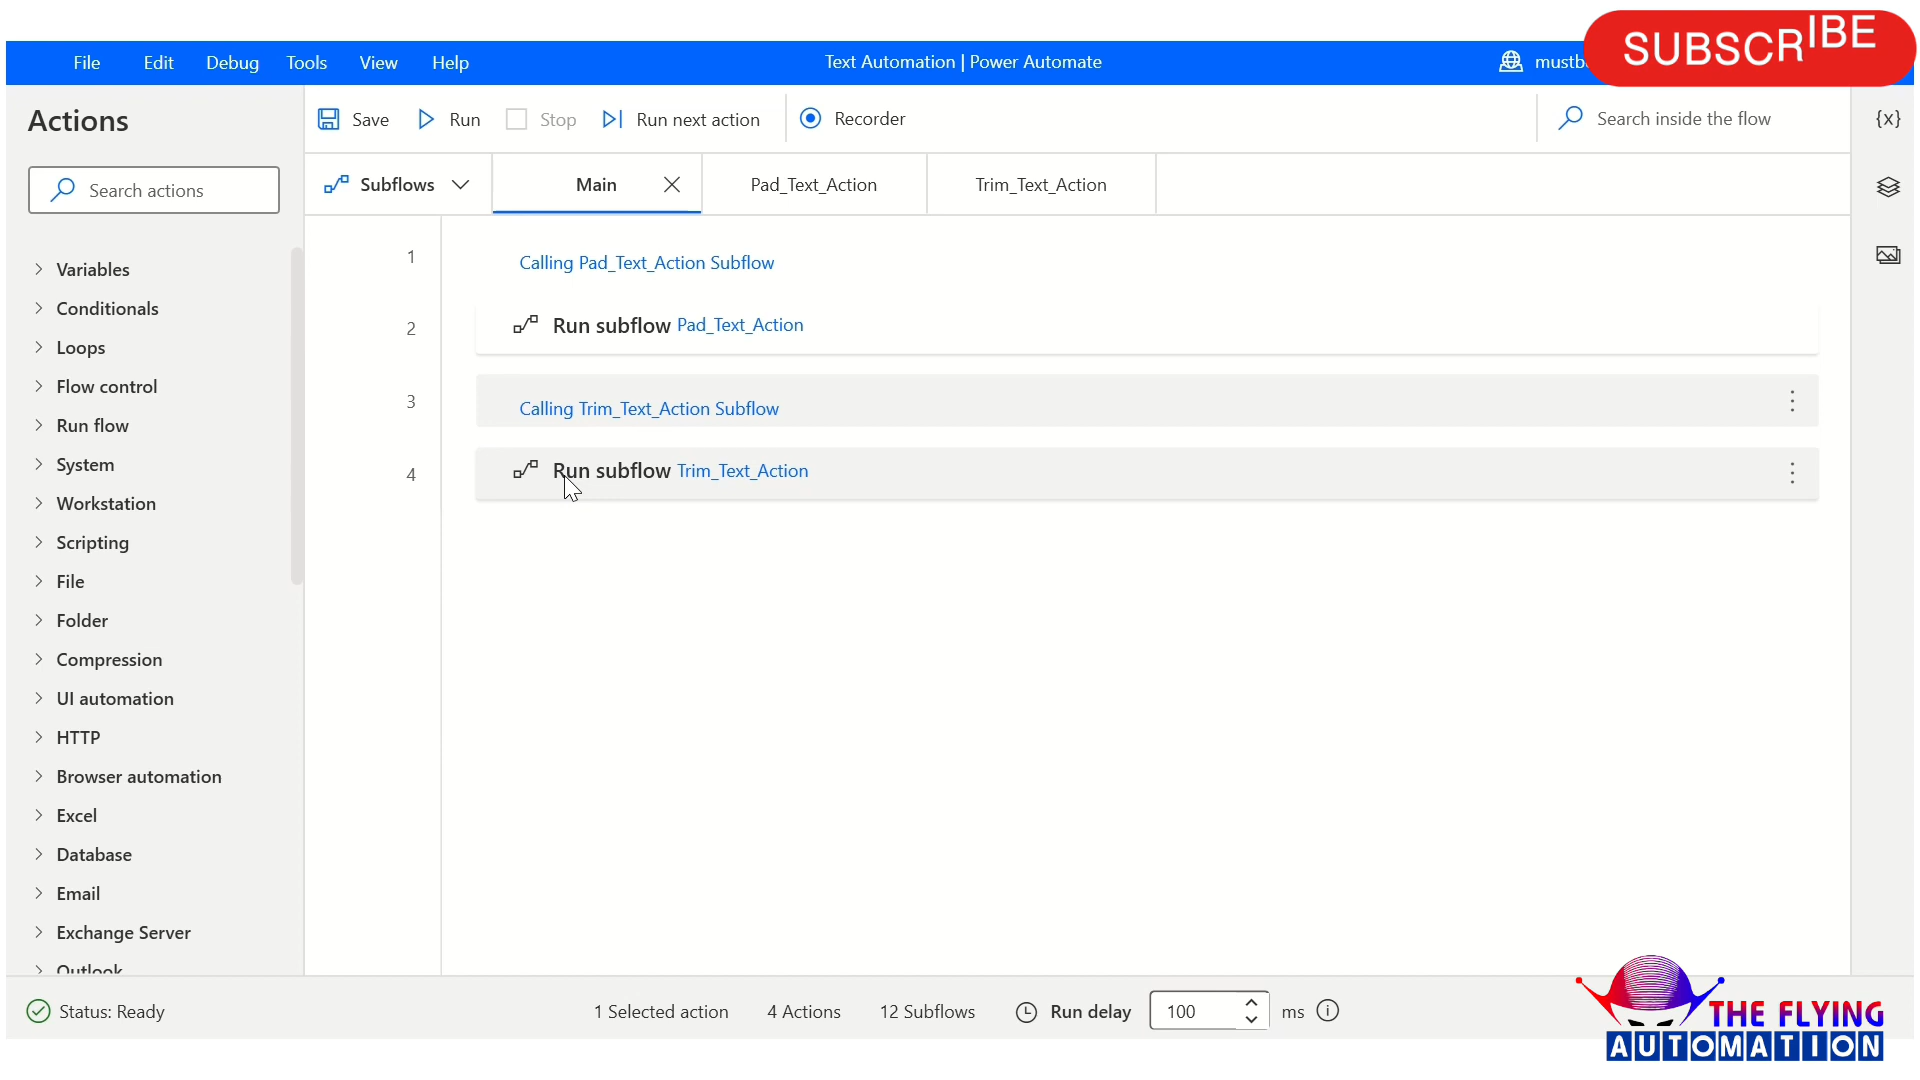 SUBSCRIBE
File Edit Debug Tools View Help Text Automation | Power Automate
Actions Save Run Stop Run next action Recorder Search inside the flow {x}
Search actions Subflows Main Pad_Text_Action Trim_Text_Action
1 Calling Pad_Text_Action Subflow
2 Run subflow Pad_Text_Action
3 Calling Trim_Text_Action Subflow
4 Run subflow Trim_Text_Action
Variables
Conditionals
Loops
Flow control
Run flow
System
Workstation
Scripting
File
Folder
Compression
UI automation
HTTP
Browser automation
Excel
Database
Email
Exchange Server
Outlook
Status: Ready 1 Selected action 4 Actions 12 Subflows Run delay 100 ms
THE FLYING
AUTOMATION